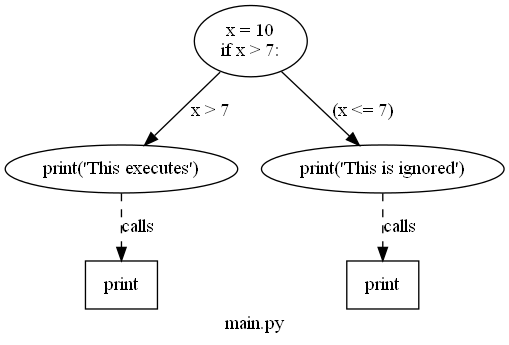 x = 10
if x > 7:
x > 7
(x <= 7)
print('This executes')
print('This is ignored')
calls
calls
print
print
main.py